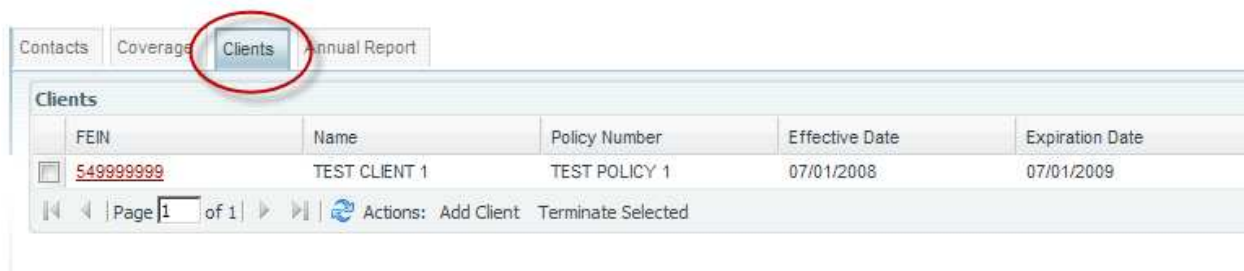 Contacts Coverage Clients Annual Report
Clients
FEIN Name Policy Number Effective Date Expiration Date
549999999 TEST CLIENT 1 TEST POLICY 1 07/01/2008 07/01/2009
Page 1 of 1 Actions: Add Client Terminate Selected